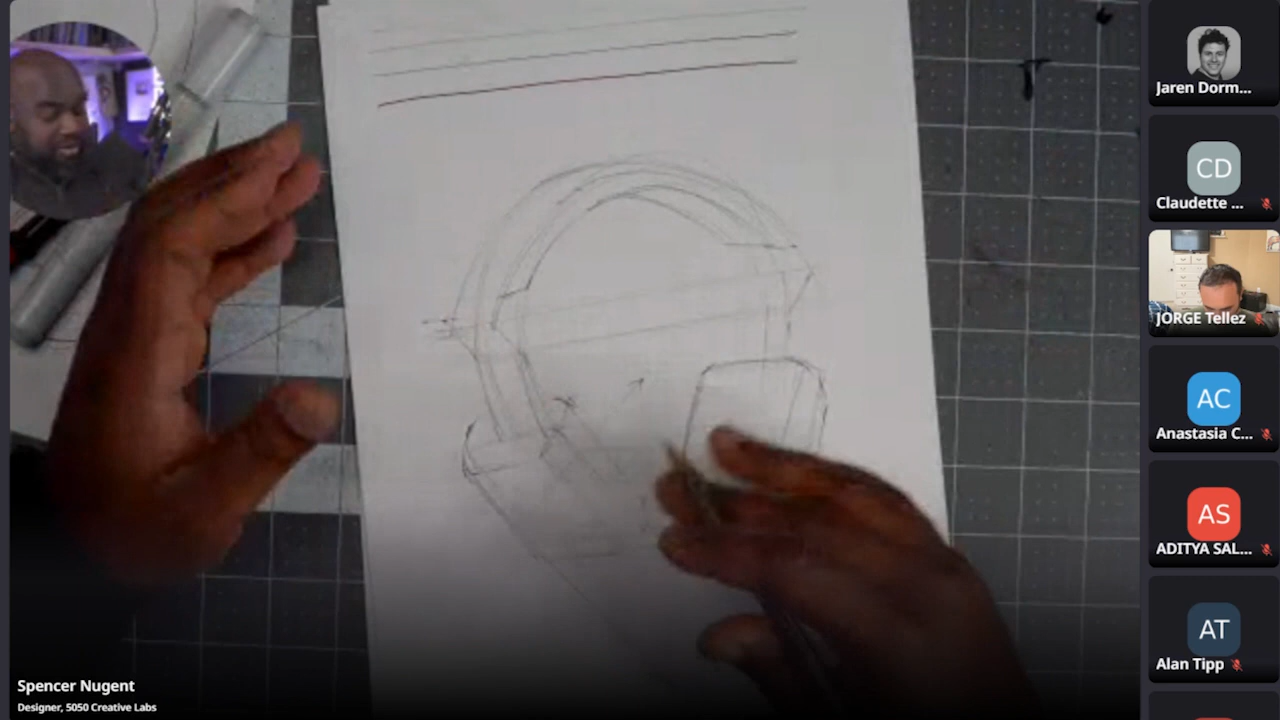 Jaren Dorm...
CD
Claudette ...
JORGE Tellez
AC
Anastasia C...
AS
ADITYA SAL...
AT
Alan Tipp
Spencer Nugent
Designer, 5050 Creative Labs